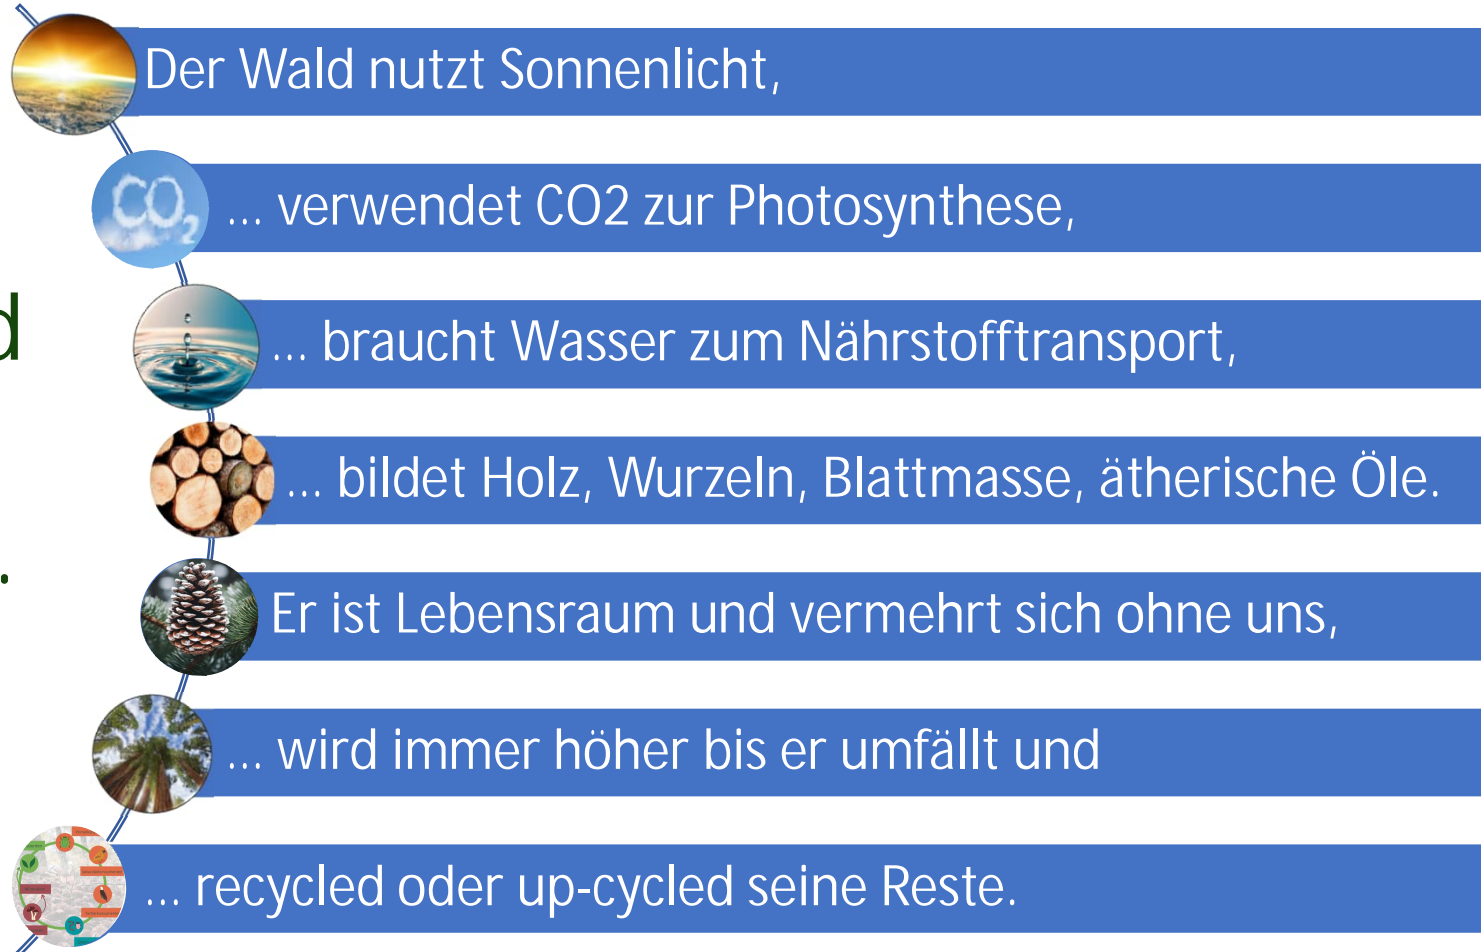 Der Wald nutzt Sonnenlicht,
CO2
... verwendet CO2 zur Photosynthese,
d
... braucht Wasser zum Nährstofftransport,
... bildet Holz, Wurzeln, Blattmasse, ätherische Öle.
.
Er ist Lebensraum und vermehrt sich ohne uns,
... wird immer höher bis er umfällt und
... recycled oder up-cycled seine Reste.